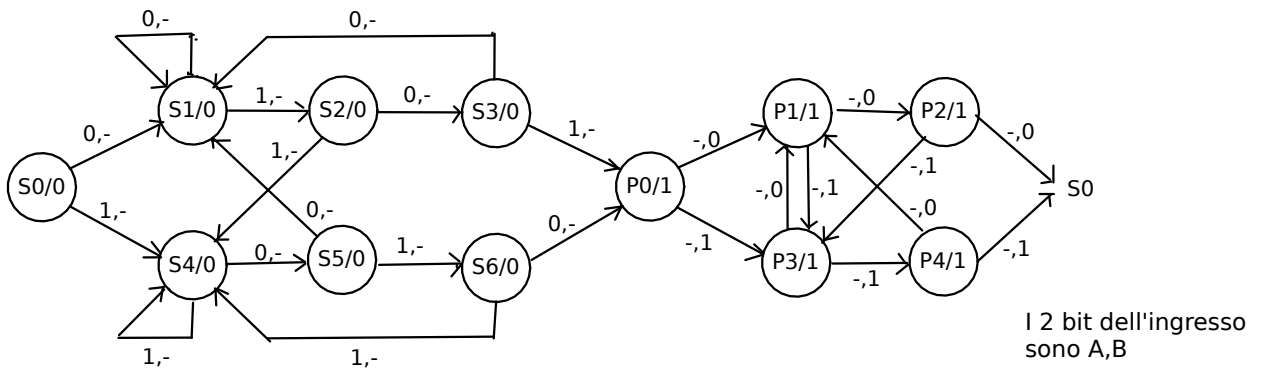 0,-
0,-
S1/0
1,-
S2/0
0,-
S3/0
P1/1
-,0
P2/1
0,-
1,-
1,-
-,0
-,0
S0/0
P0/1
-,0
-,1
-,1
S0
1,-
0,-
0,-
-,0
S4/0
0,-
S5/0
1,-
S6/0
-,1
P3/1
-,1
P4/1
-,1
1,-
1,-
I 2 bit dell'ingresso
sono A,B